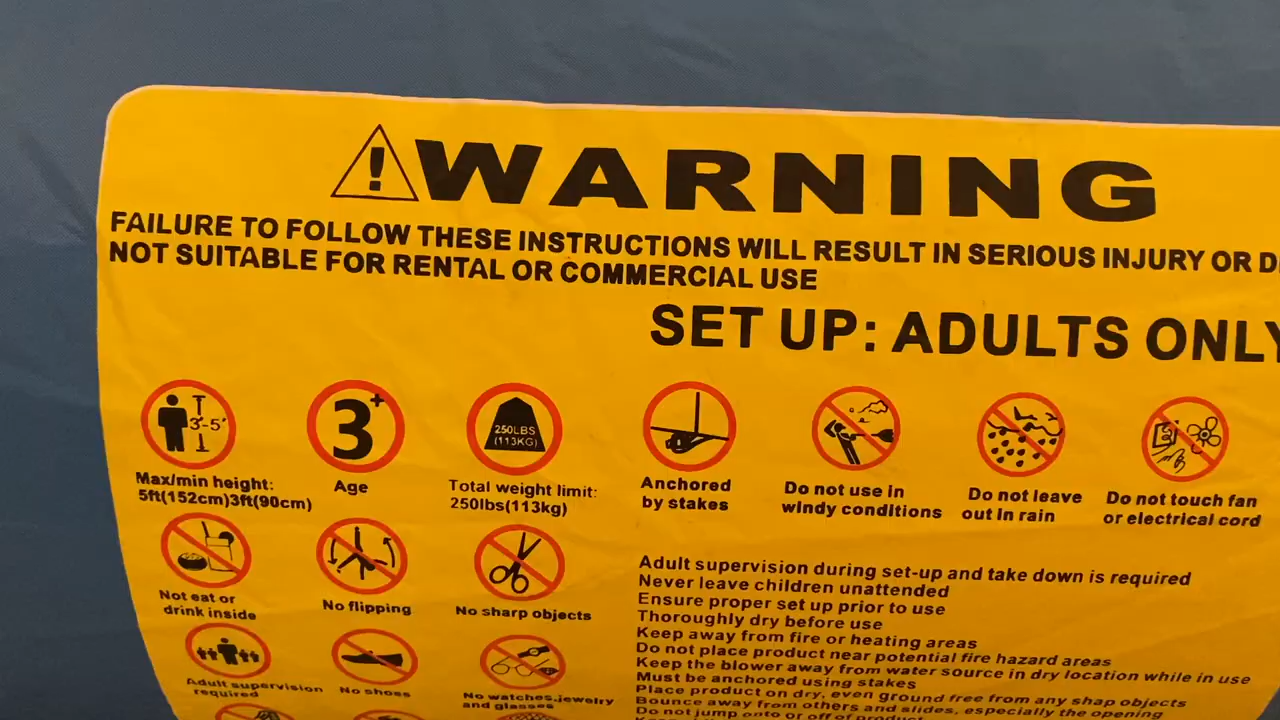 WARNING
FAILURE TO FOLLOW THESE INSTRUCTIONS WILL RESULT IN SERIOUS INJURY OR
NOT SUITABLE FOR RENTAL OR COMMERCIAL USE
SET UP: ADULTS ONLY
3'-5'
3+
250LBS
(113KG)
Max/min height:
5ft(152cm)3ft(90cm)
Age
Total weight limit:
250lbs(113kg)
Anchored
by stakes
Do not use in
windy conditions
Do not leave
out in rain
Do not touch fan
or electrical cord
Not eat or
drink inside
No flipping
No sharp objects
Adult supervision
required
No shoes
No watches,jewelry
and glasses
Adult supervision during set-up and take down is required
Never leave children unattended
Ensure proper set up prior to use
Thoroughly dry before use
Keep away from fire or heating areas
Do not place product near potential fire hazard areas
Keep the blower away from water source in dry location while in use
Must be anchored using stakes
Place product on dry, even ground free from any shap objects
Bounce away from others and slides, especially the opening
Do not jump onto or off of product